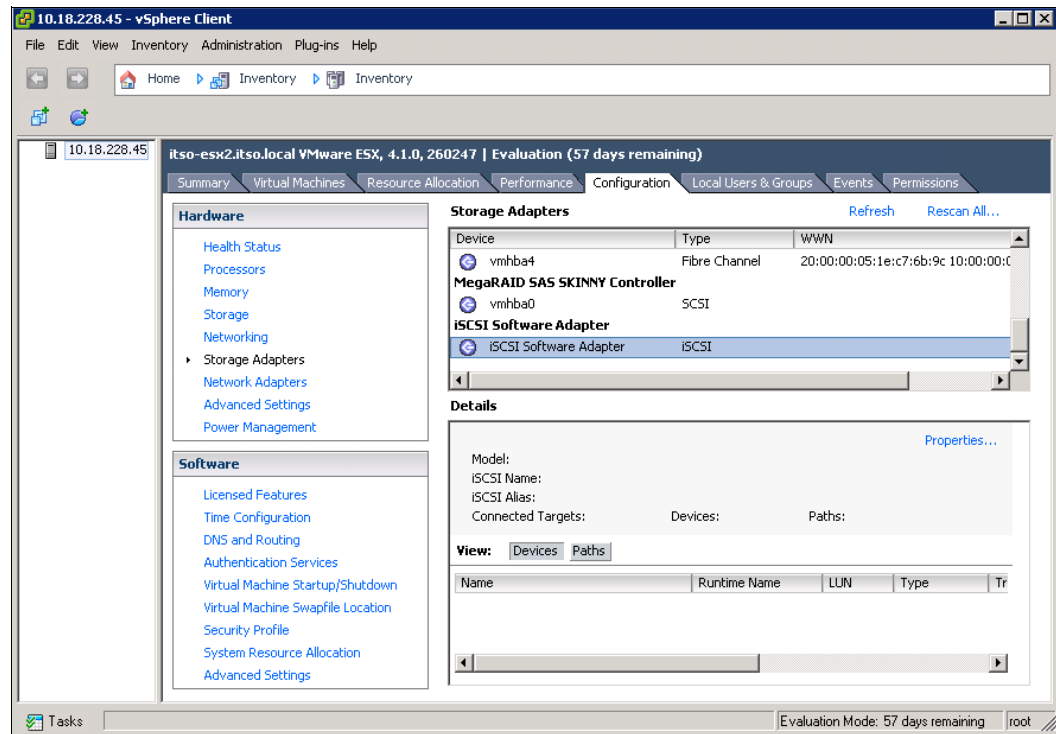 10.18.228.45 - vSphere Client
File Edit View Inventory Administration Plug-ins Help
Home Inventory Inventory
10.18.228.45
itso-esx2.itso.local VMware ESX, 4.1.0, 260247 | Evaluation (57 days remaining)
Summary Virtual Machines Resource Allocation Performance Configuration Local Users & Groups Events Permissions
Hardware
Health Status
Processors
Memory
Storage
Networking
Storage Adapters
Network Adapters
Advanced Settings
Power Management
Software
Licensed Features
Time Configuration
DNS and Routing
Authentication Services
Virtual Machine Startup/Shutdown
Virtual Machine Swapfile Location
Security Profile
System Resource Allocation
Advanced Settings
Storage Adapters Refresh Rescan All...
Device Type WWN
vmhba4 Fibre Channel 20:00:00:05:1e:c7:6b:9c 10:00:00:0
MegaRAID SAS SKINNY Controller
vmhba0 SCSI
iSCSI Software Adapter
iSCSI Software Adapter iSCSI
Details
Properties...
Model:
iSCSI Name:
iSCSI Alias:
Connected Targets: Devices: Paths:
View: Devices Paths
Name Runtime Name LUN Type Tr
Tasks Evaluation Mode: 57 days remaining root